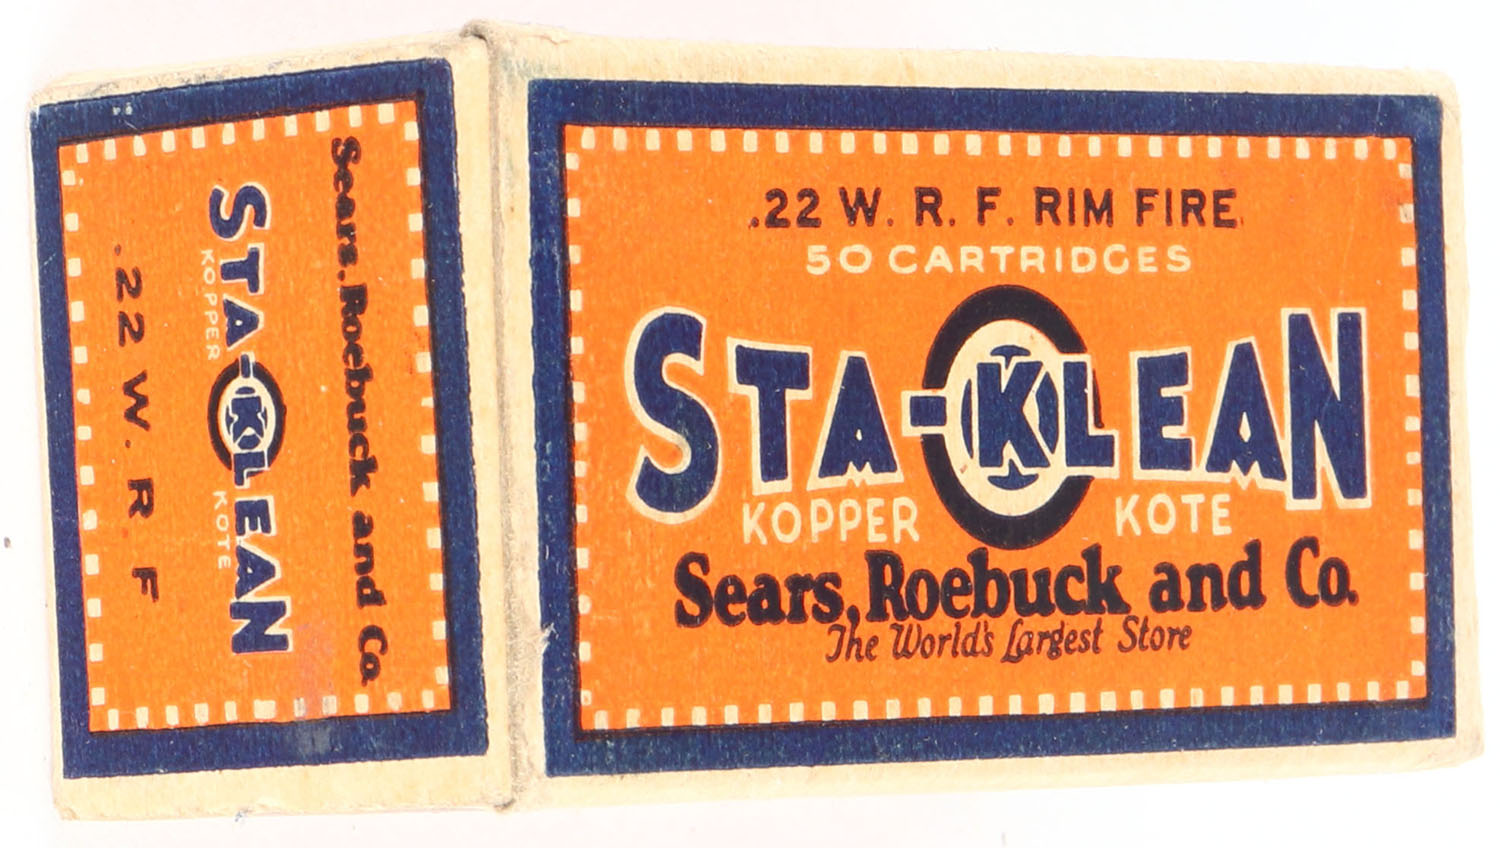 .22 W. R. F. RIM FIRE
50 CARTRIDGES
STA-KLEAN
KOPPER KOTE
Sears, Roebuck and Co.
The World's Largest Store
Sears, Roebuck and Co.
STA-KLEAN
KOPPER KOTE
.22 W. R F